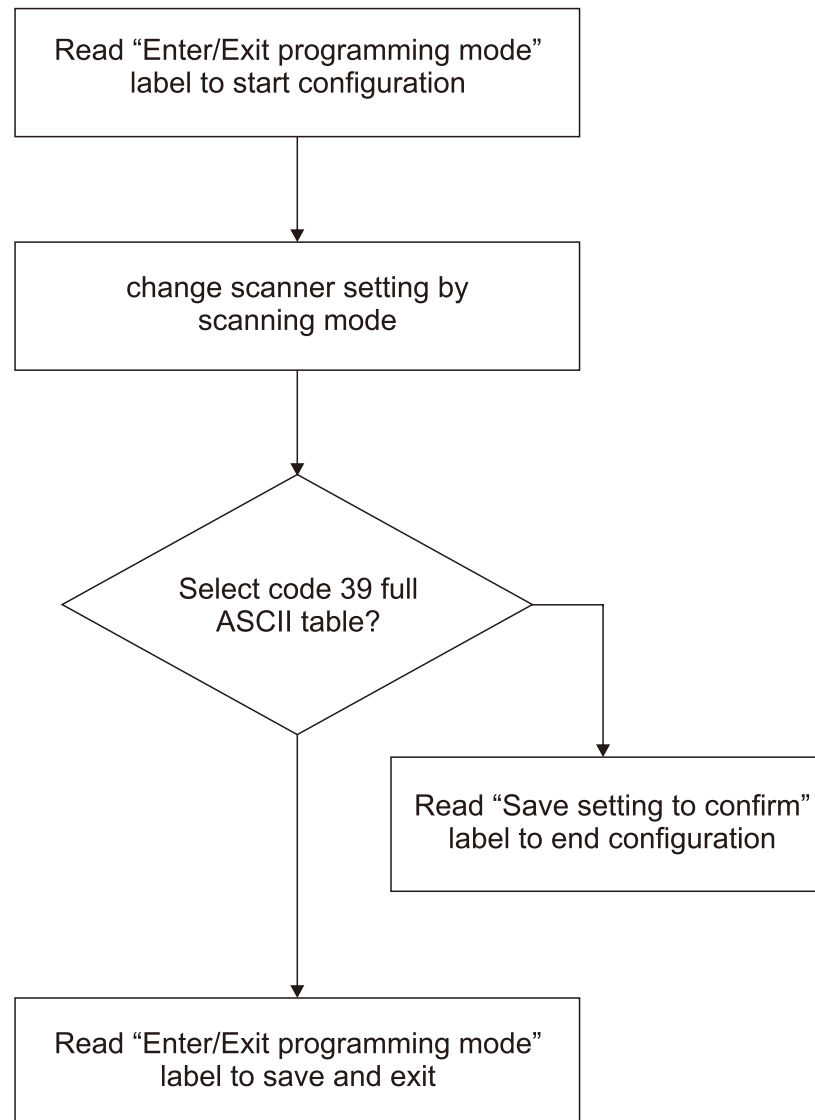 Read “Enter/Exit programming mode”
label to start configuration
change scanner setting by
scanning mode
Select code 39 full
ASCII table?
Read “Save setting to confirm”
label to end configuration
Read “Enter/Exit programming mode”
label to save and exit